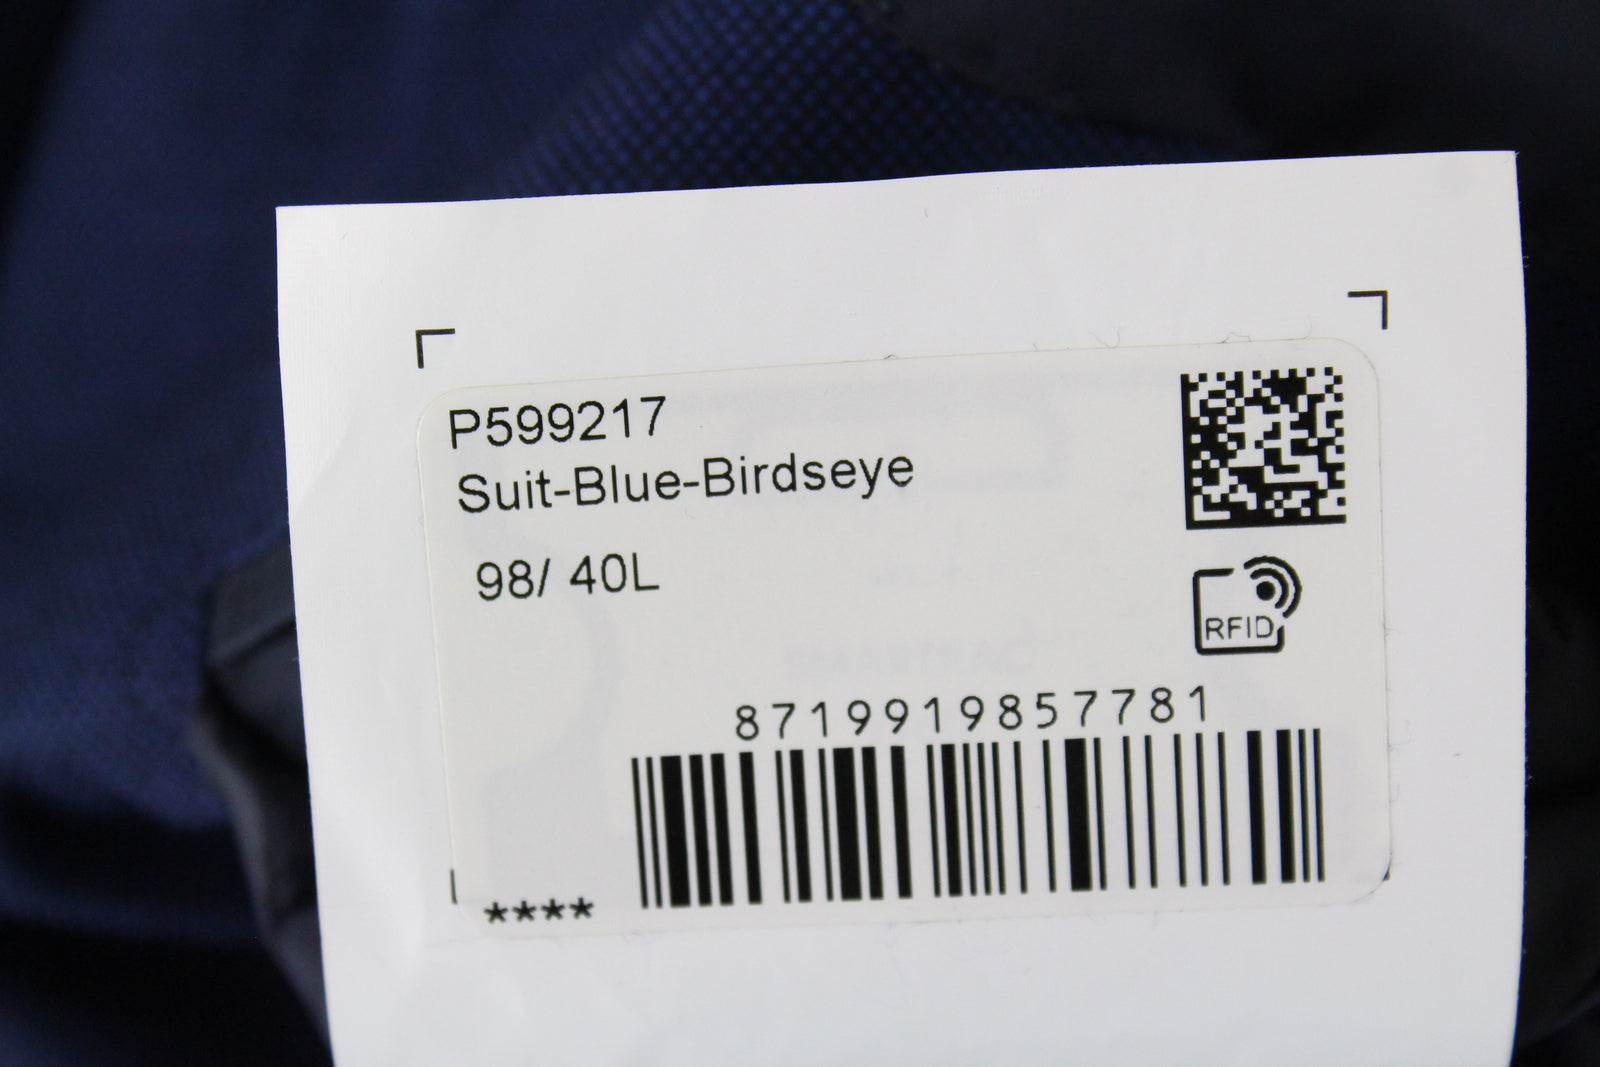 P599217
Suit-Blue-Birdseye
98/ 40L
RFID
8719919857781
****